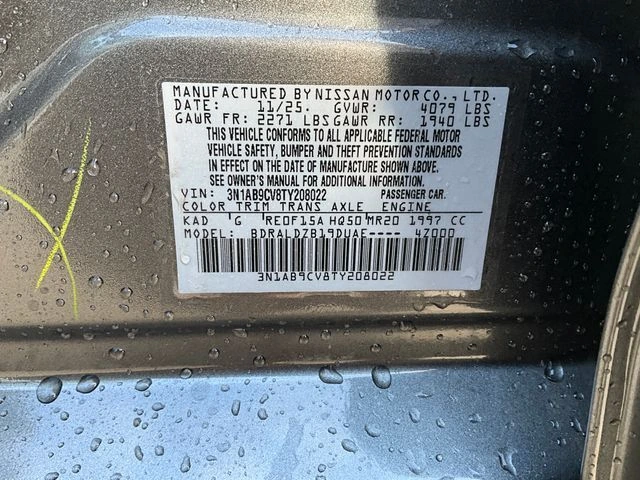 MANUFACTURED BY NISSAN MOTOR CO., LTD.
DATE: 11/25. GVWR: 4079 LBS
GAWR FR: 2271 LBS GAWR RR: 1940 LBS
THIS VEHICLE CONFORMS TO ALL APPLICABLE FEDERAL MOTOR
VEHICLE SAFETY, BUMPER AND THEFT PREVENTION STANDARDS
IN EFFECT ON THE DATE OF MANUFACTURE SHOWN ABOVE.
SEE OWNER'S MANUAL FOR ADDITIONAL INFORMATION.
VIN: 3N1AB9CV8TY208022 PASSENGER CAR.
COLOR TRIM TRANS AXLE ENGINE
KAD G RE0F15A HQ50 MR20 1997 CC
MODEL: BDRALDZB19DUAE---- 4Z000
3N1AB9CV8TY208022